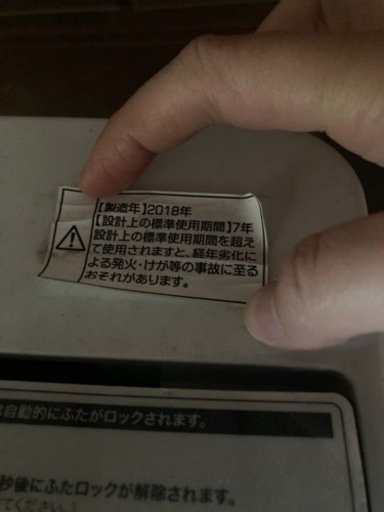 【製造年】2018年
【設計上の標準使用期間】7年
設計上の標準使用期間を超え
て使用されますと、経年劣化に
よる発火・けが等の事故に至る
おそれがあります。
自動的にふたがロックされます。
秒後にふたロックが解除されます。
てください。